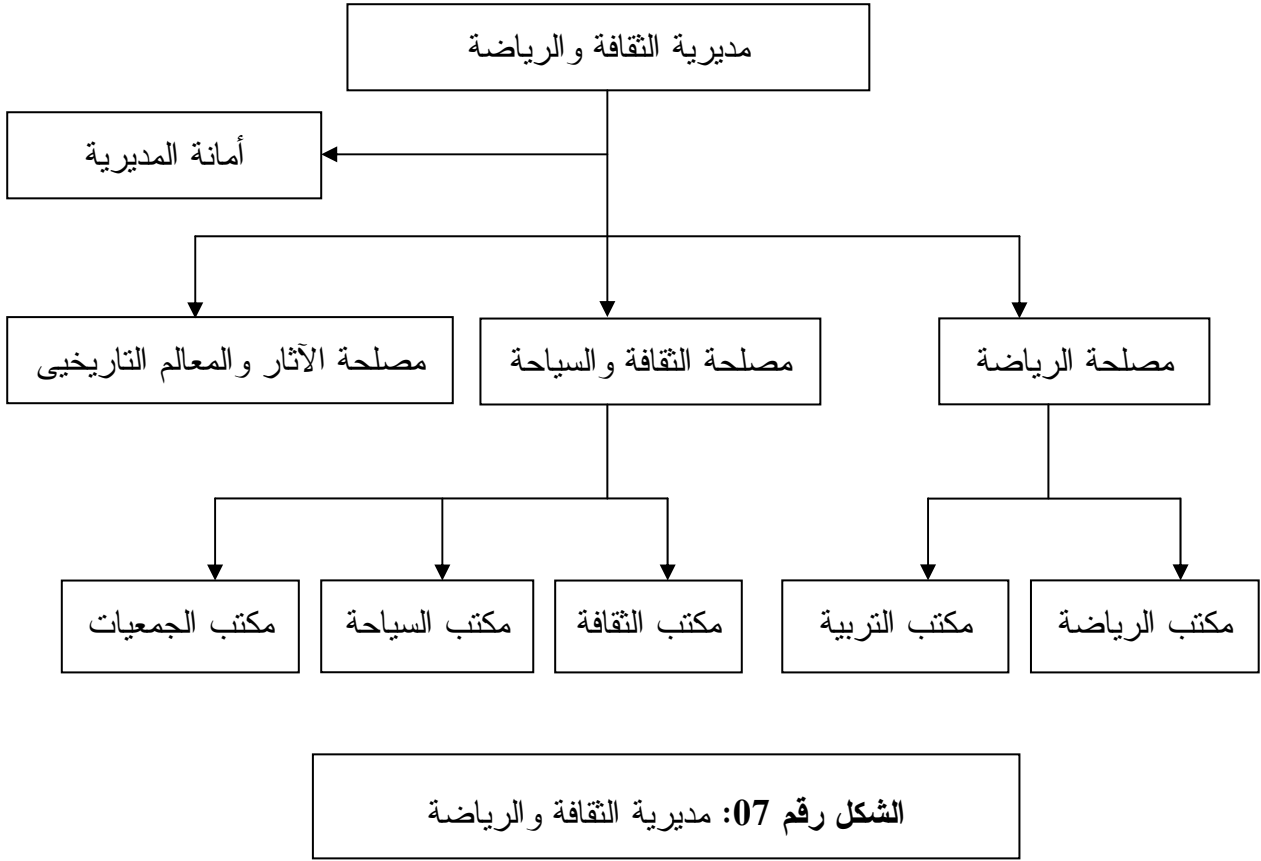 مديرية الثقافة والرياضة
أمانة المديرية
مصلحة الرياضة
مصلحة الثقافة والسياحة
مصلحة الآثار والمعالم التاريخيى
مكتب الرياضة
مكتب التربية
مكتب الثقافة
مكتب السياحة
مكتب الجمعيات
الشكل رقم 07: مديرية الثقافة والرياضة